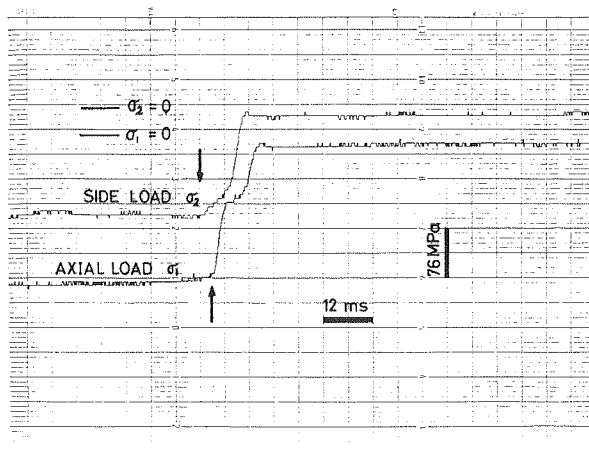 σ₂ = 0
σ₁ = 0
SIDE LOAD σ₂
AXIAL LOAD σ₁
76 MPa
12 ms